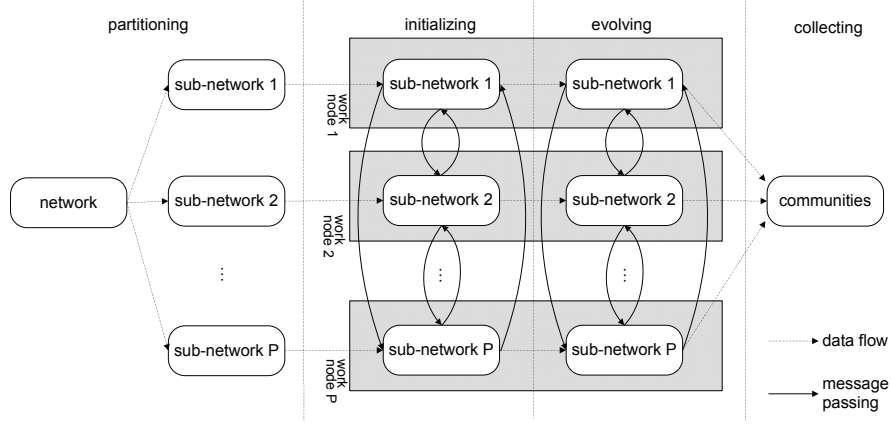 partitioning
initializing
evolving
collecting
sub-network 1
sub-network 1
sub-network 1
work
node 1
network
sub-network 2
sub-network 2
sub-network 2
communities
work
node 2
...
...
...
sub-network P
sub-network P
sub-network P
work
node P
data flow
message
passing